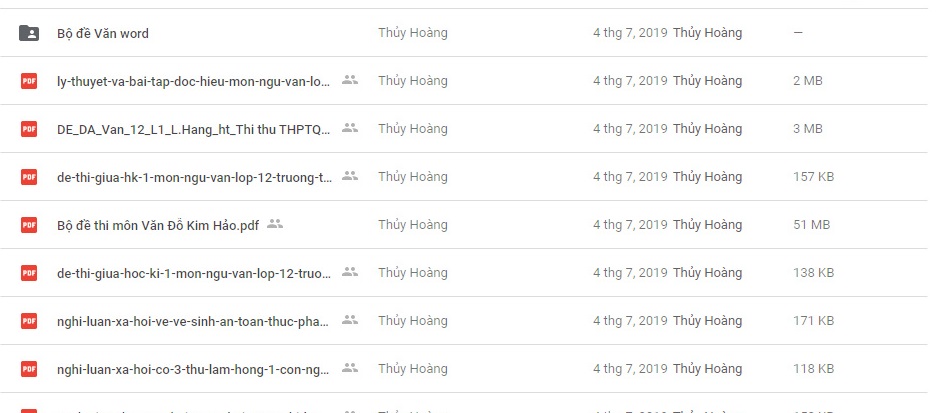 Bộ đề Văn word Thủy Hoàng 4 thg 7, 2019 Thủy Hoàng —
PDF ly-thuyet-va-bai-tap-doc-hieu-mon-ngu-van-lo... Thủy Hoàng 4 thg 7, 2019 Thủy Hoàng 2 MB
PDF DE_DA_Van_12_L1_L.Hang_ht_Thi thu THPTQ... Thủy Hoàng 4 thg 7, 2019 Thủy Hoàng 3 MB
PDF de-thi-giua-hk-1-mon-ngu-van-lop-12-truong-t... Thủy Hoàng 4 thg 7, 2019 Thủy Hoàng 157 KB
PDF Bộ đề thi môn Văn Đỗ Kim Hảo.pdf Thủy Hoàng 4 thg 7, 2019 Thủy Hoàng 51 MB
PDF de-thi-giua-hoc-ki-1-mon-ngu-van-lop-12-truo... Thủy Hoàng 4 thg 7, 2019 Thủy Hoàng 138 KB
PDF nghi-luan-xa-hoi-ve-ve-sinh-an-toan-thuc-pha... Thủy Hoàng 4 thg 7, 2019 Thủy Hoàng 171 KB
PDF nghi-luan-xa-hoi-co-3-thu-lam-hong-1-con-ng... Thủy Hoàng 4 thg 7, 2019 Thủy Hoàng 118 KB